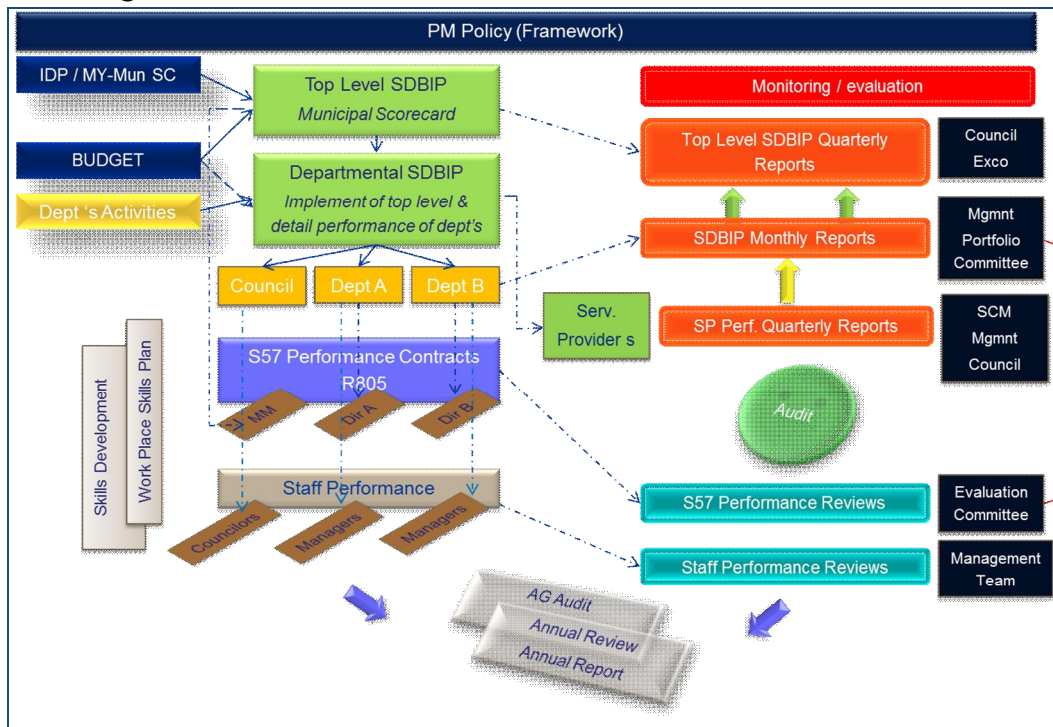 PM Policy (Framework)
IDP / MY-Mun SC
BUDGET
Dept 's Activities
Top Level SDBIP
Municipal Scorecard
Departmental SDBIP
Implement of top level &
detail performance of dept's
Council
Dept A
Dept B
Serv.
Provider s
S57 Performance Contracts
R805
MM
Dir A
Dir B
Staff Performance
Councilors
Managers
Managers
Skills Development
Work Place Skills Plan
Monitoring / evaluation
Top Level SDBIP Quarterly
Reports
Council
Exco
SDBIP Monthly Reports
Mgmnt
Portfolio
Committee
SP Perf. Quarterly Reports
SCM
Mgmnt
Council
Audit
S57 Performance Reviews
Evaluation
Committee
Staff Performance Reviews
Management
Team
AG Audit
Annual Review
Annual Report